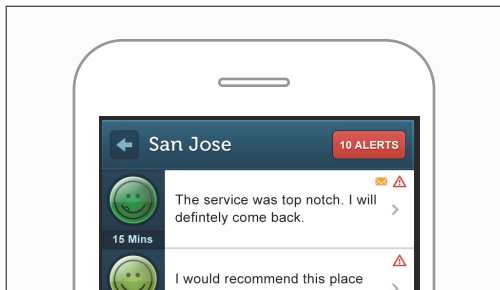 San Jose
10 ALERTS
The service was top notch. I will
defintely come back.
15 Mins
I would recommend this place